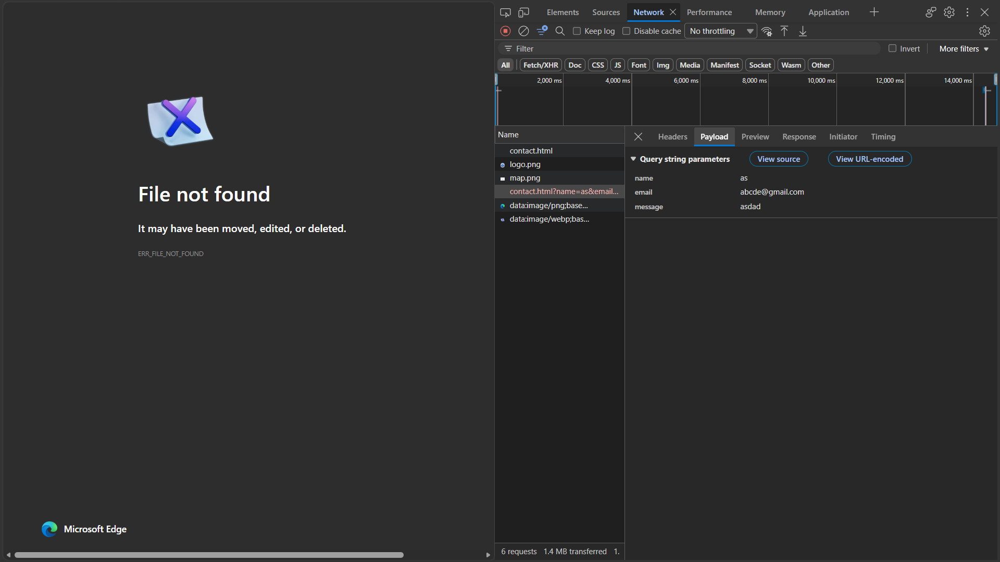 File not found
It may have been moved, edited, or deleted.
ERR_FILE_NOT_FOUND
Microsoft Edge
Elements Sources Network Performance Memory Application
Keep log Disable cache No throttling
Filter Invert More filters
All Fetch/XHR Doc CSS JS Font Img Media Manifest Socket Wasm Other
2,000 ms 4,000 ms 6,000 ms 8,000 ms 10,000 ms 12,000 ms 14,000 ms
Name
contact.html
logo.png
map.png
contact.html?name=as&email...
data:image/png;base...
data:image/webp;bas...
6 requests 1.4 MB transferred 1.
Headers Payload Preview Response Initiator Timing
Query string parameters View source View URL-encoded
name as
email abcde@gmail.com
message asdad